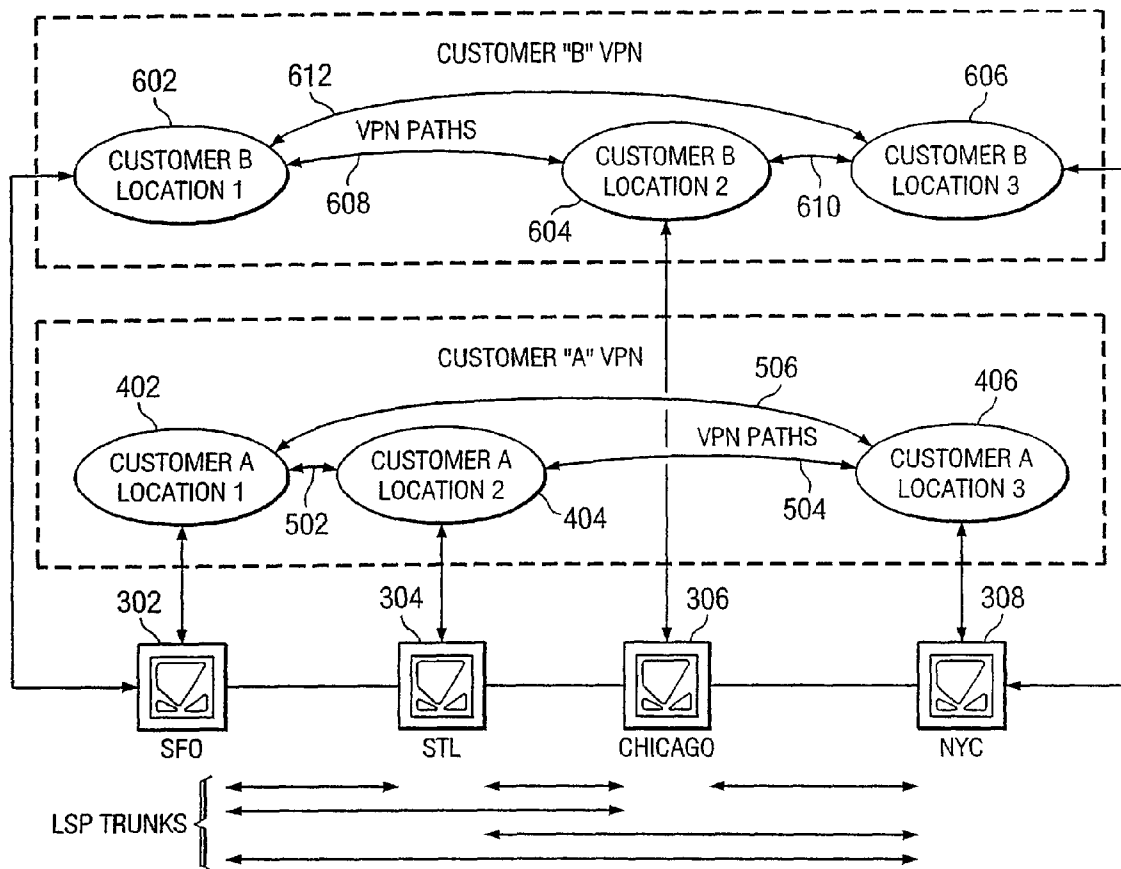 CUSTOMER "B" VPN
602
612
606
VPN PATHS
CUSTOMER B
LOCATION 1
CUSTOMER B
LOCATION 2
CUSTOMER B
LOCATION 3
608
604
610
CUSTOMER "A" VPN
402
506
406
VPN PATHS
CUSTOMER A
LOCATION 1
CUSTOMER A
LOCATION 2
CUSTOMER A
LOCATION 3
502
404
504
302
304
306
308
SFO
STL
CHICAGO
NYC
LSP TRUNKS